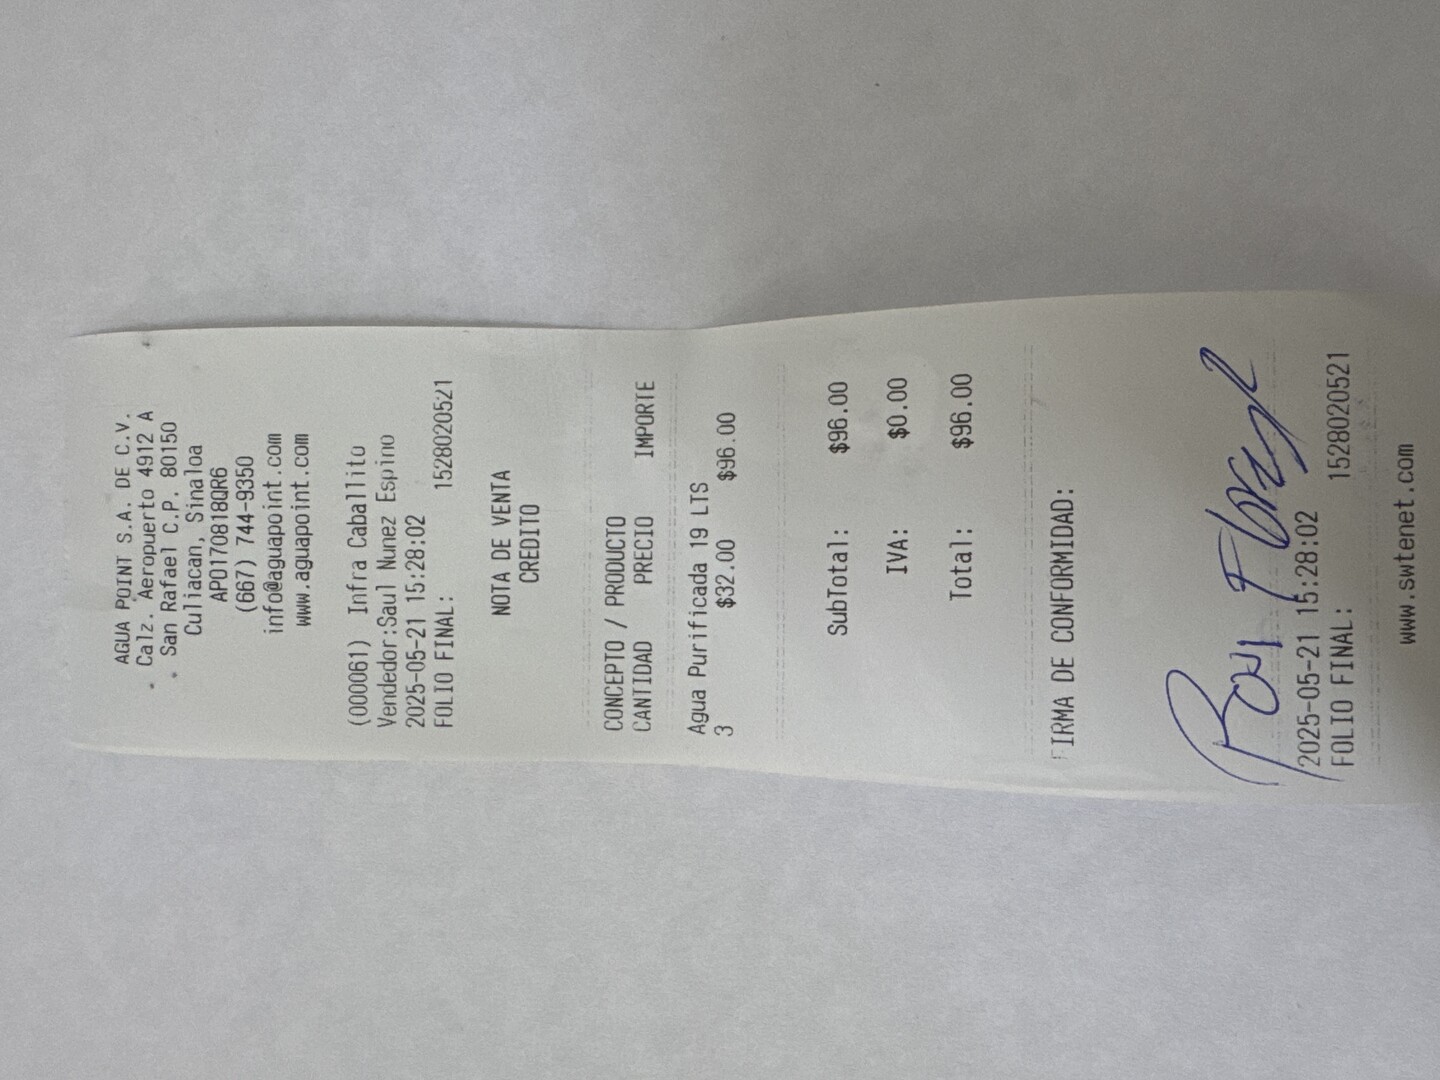 AGUA POINT S.A. DE C.V.
Calz. Aeropuerto 4912 A
San Rafael C.P. 80150
Culiacan, Sinaloa
APO170818QR6
(667) 744-9350
info@aguapoint.com
www.aguapoint.com
(000061) Infra Caballito
Vendedor:Saul Nunez Espino
2025-05-21 15:28:02
FOLIO FINAL: 1528020521
NOTA DE VENTA
CREDITO
CONCEPTO / PRODUCTO
CANTIDAD PRECIO IMPORTE
Agua Purificada 19 LTS
3 $32.00 $96.00
SubTotal: $96.00
IVA: $0.00
Total: $96.00
FIRMA DE CONFORMIDAD:
2025-05-21 15:28:02
FOLIO FINAL: 1528020521
www.swtenet.com